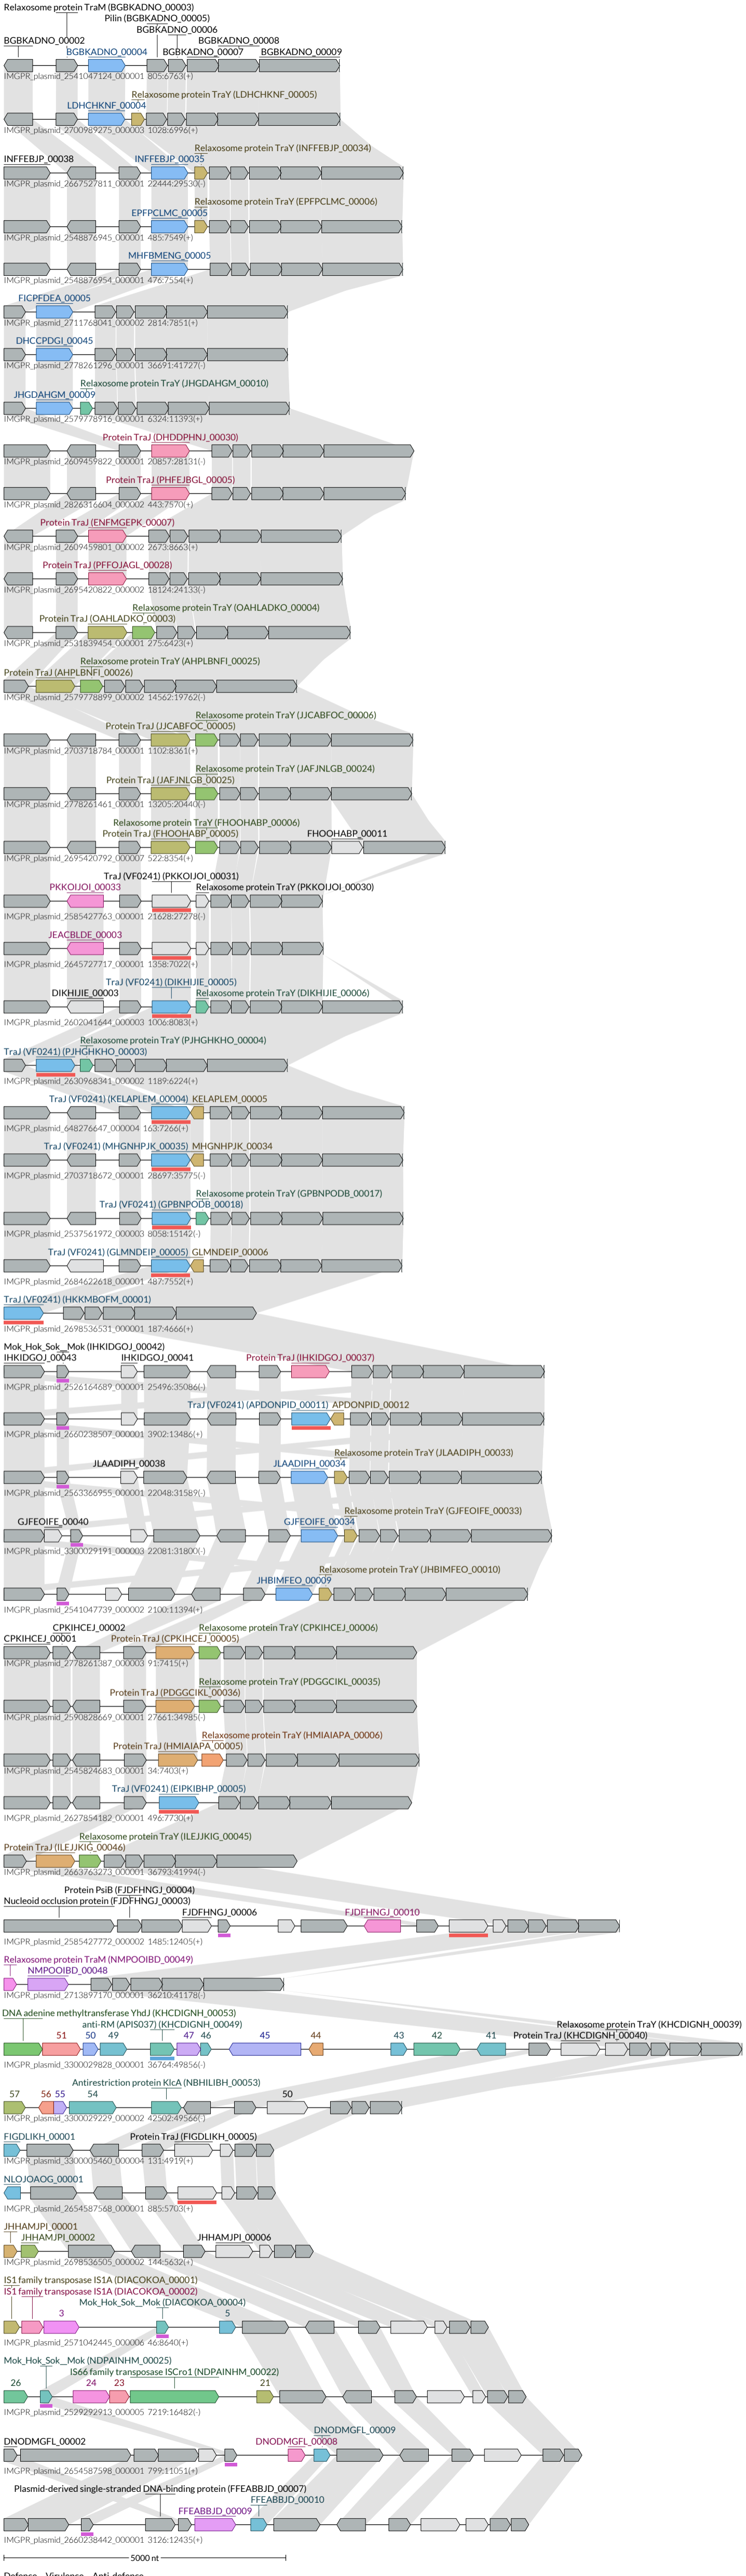 Relaxosome protein TraM (BGBKADNO_00003)
Pilin (BGBKADNO_00005)
BGBKADNO_00006
BGBKADNO_00002 BGBKADNO_00008
BGBKADNO_00004 BGBKADNO_00007 BGBKADNO_00009
IMGPR_plasmid_2541047124_000001 805:6763(+)
Relaxosome protein TraY (LDHCHKNF_00005)
LDHCHKNF_00004
IMGPR_plasmid_2700989275_000003 1028:6996(+)
Relaxosome protein TraY (INFFEBJP_00034)
INFFEBJP_00038 INFFEBJP_00035
IMGPR_plasmid_2667527811_000001 22444:29530(-)
Relaxosome protein TraY (EPFPCLMC_00006)
EPFPCLMC_00005
IMGPR_plasmid_2548876945_000001 485:7549(+)
MHFBMENG_00005
IMGPR_plasmid_2548876954_000001 476:7554(+)
FICPFDEA_00005
IMGPR_plasmid_2711768041_000002 2814:7851(+)
DHCCPDGI_00045
IMGPR_plasmid_2778261296_000001 36691:41727(-)
Relaxosome protein TraY (JHGDAHGM_00010)
JHGDAHGM_00009
IMGPR_plasmid_2579778916_000001 6324:11393(+)
Protein TraJ (DHDDPHNJ_00030)
IMGPR_plasmid_2609459822_000001 20857:28131(-)
Protein TraJ (PHFEJBGL_00005)
IMGPR_plasmid_2826316604_000002 443:7570(+)
Protein TraJ (ENFMGEPK_00007)
IMGPR_plasmid_2609459801_000001 2673:8663(+)
Protein TraJ (PFFOJAGL_00028)
IMGPR_plasmid_2695420822_000002 18124:24133(-)
Relaxosome protein TraY (OAHLADKO_00004)
Protein TraJ (OAHLADKO_00003)
IMGPR_plasmid_2531839454_000001 275:6423(+)
Relaxosome protein TraY (AHPLBNFI_00025)
Protein TraJ (AHPLBNFI_00026)
IMGPR_plasmid_2579778899_000002 14562:19762(-)
Relaxosome protein TraY (JJCABFOC_00006)
Protein TraJ (JJCABFOC_00005)
IMGPR_plasmid_2703718784_000001 1102:8361(+)
Relaxosome protein TraY (JAFJNLGB_00024)
Protein TraJ (JAFJNLGB_00025)
IMGPR_plasmid_2778261461_000001 13205:20440(-)
Relaxosome protein TraY (FHOOHABP_00006)
Protein TraJ (FHOOHABP_00005) FHOOHABP_00011
IMGPR_plasmid_2695420792_000007 522:8354(+)
TraJ (VF0241) (PKKOIJOI_00031)
PKKOIJOI_00033 Relaxosome protein TraY (PKKOIJOI_00030)
IMGPR_plasmid_2585427763_000001 21628:27278(-)
JEACBLDE_00003
IMGPR_plasmid_2645727717_000001 1358:7022(+)
TraJ (VF0241) (DIKHIJIE_00005)
DIKHIJIE_00003 Relaxosome protein TraY (DIKHIJIE_00006)
IMGPR_plasmid_2602041644_000003 1006:8083(+)
Relaxosome protein TraY (PJHGHKHO_00004)
TraJ (VF0241) (PJHGHKHO_00003)
IMGPR_plasmid_2630968341_000002 1189:6224(+)
TraJ (VF0241) (KELAPLEM_00004) KELAPLEM_00005
IMGPR_plasmid_648276647_000004 163:7266(+)
TraJ (VF0241) (MHGNHPJK_00035) MHGNHPJK_00034
IMGPR_plasmid_2703718672_000001 28697:35775(-)
Relaxosome protein TraY (GPBNPODB_00017)
TraJ (VF0241) (GPBNPODB_00018)
IMGPR_plasmid_2537561972_000003 8058:15142(-)
TraJ (VF0241) (GLMNDEIP_00005) GLMNDEIP_00006
IMGPR_plasmid_2684622618_000001 487:7552(+)
TraJ (VF0241) (HKKMBOFM_00001)
IMGPR_plasmid_2698536531_000001 187:4666(+)
Mok_Hok_Sok__Mok (IHKIDGOJ_00042)
IHKIDGOJ_00043 IHKIDGOJ_00041 Protein TraJ (IHKIDGOJ_00037)
IMGPR_plasmid_2526164689_000001 25496:35086(-)
TraJ (VF0241) (APDONPID_00011) APDONPID_00012
IMGPR_plasmid_2660238507_000001 3902:13486(+)
Relaxosome protein TraY (JLAADIPH_00033)
JLAADIPH_00038 JLAADIPH_00034
IMGPR_plasmid_2563366955_000001 22048:31589(-)
Relaxosome protein TraY (GJFEOIFE_00033)
GJFEOIFE_00040 GJFEOIFE_00034
IMGPR_plasmid_3300029191_000003 22081:31800(-)
Relaxosome protein TraY (JHBIMFEO_00010)
JHBIMFEO_00009
IMGPR_plasmid_2541047739_000002 2100:11394(+)
CPKIHCEJ_00002 Relaxosome protein TraY (CPKIHCEJ_00006)
CPKIHCEJ_00001 Protein TraJ (CPKIHCEJ_00005)
IMGPR_plasmid_2778261387_000003 91:7415(+)
Relaxosome protein TraY (PDGGCIKL_00035)
Protein TraJ (PDGGCIKL_00036)
IMGPR_plasmid_2590828669_000001 27661:34985(-)
Relaxosome protein TraY (HMIAIAPA_00006)
Protein TraJ (HMIAIAPA_00005)
IMGPR_plasmid_2545824683_000001 34:7403(+)
TraJ (VF0241) (EIPKIBHP_00005)
IMGPR_plasmid_2627854182_000001 496:7730(+)
Relaxosome protein TraY (ILEJJKIG_00045)
Protein TraJ (ILEJJKIG_00046)
IMGPR_plasmid_2663763273_000001 36793:41994(-)
Protein PsiB (FJDFHNGJ_00004)
Nucleoid occlusion protein (FJDFHNGJ_00003)
FJDFHNGJ_00006 FJDFHNGJ_00010
IMGPR_plasmid_2585427772_000002 1485:12405(+)
Relaxosome protein TraM (NMPOOIBD_00049)
NMPOOIBD_00048
IMGPR_plasmid_2713897170_000001 36210:41178(-)
DNA adenine methyltransferase YhdJ (KHCDIGNH_00053)
anti-RM (APIS037) (KHCDIGNH_00049) Relaxosome protein TraY (KHCDIGNH_00039)
51 50 49 47 46 45 44 43 42 41 Protein TraJ (KHCDIGNH_00040)
IMGPR_plasmid_3300029828_000001 36764:49856(-)
Antirestriction protein KlcA (NBHILIBH_00053)
57 56 55 54 50
IMGPR_plasmid_3300029229_000002 42502:49566(-)
FIGDLIKH_00001 Protein TraJ (FIGDLIKH_00005)
IMGPR_plasmid_3300005460_000004 131:4919(+)
NLOJOAOG_00001
IMGPR_plasmid_2654587568_000001 885:5703(+)
JHHAMJPI_00001
JHHAMJPI_00002 JHHAMJPI_00006
IMGPR_plasmid_2698536505_000002 144:5632(+)
IS1 family transposase IS1A (DIACOKOA_00001)
IS1 family transposase IS1A (DIACOKOA_00002)
Mok_Hok_Sok__Mok (DIACOKOA_00004)
3 5
IMGPR_plasmid_2571042445_000006 46:8640(+)
Mok_Hok_Sok__Mok (NDPAINHM_00025)
IS66 family transposase ISCro1 (NDPAINHM_00022)
26 24 23 21
IMGPR_plasmid_2529292913_000005 7219:16482(-)
DNODMGFL_00009
DNODMGFL_00002 DNODMGFL_00008
IMGPR_plasmid_2654587598_000001 799:11051(+)
Plasmid-derived single-stranded DNA-binding protein (FFEABBJD_00007)
FFEABBJD_00010
FFEABBJD_00009
IMGPR_plasmid_2660238442_000001 3126:12435(+)
5000 nt